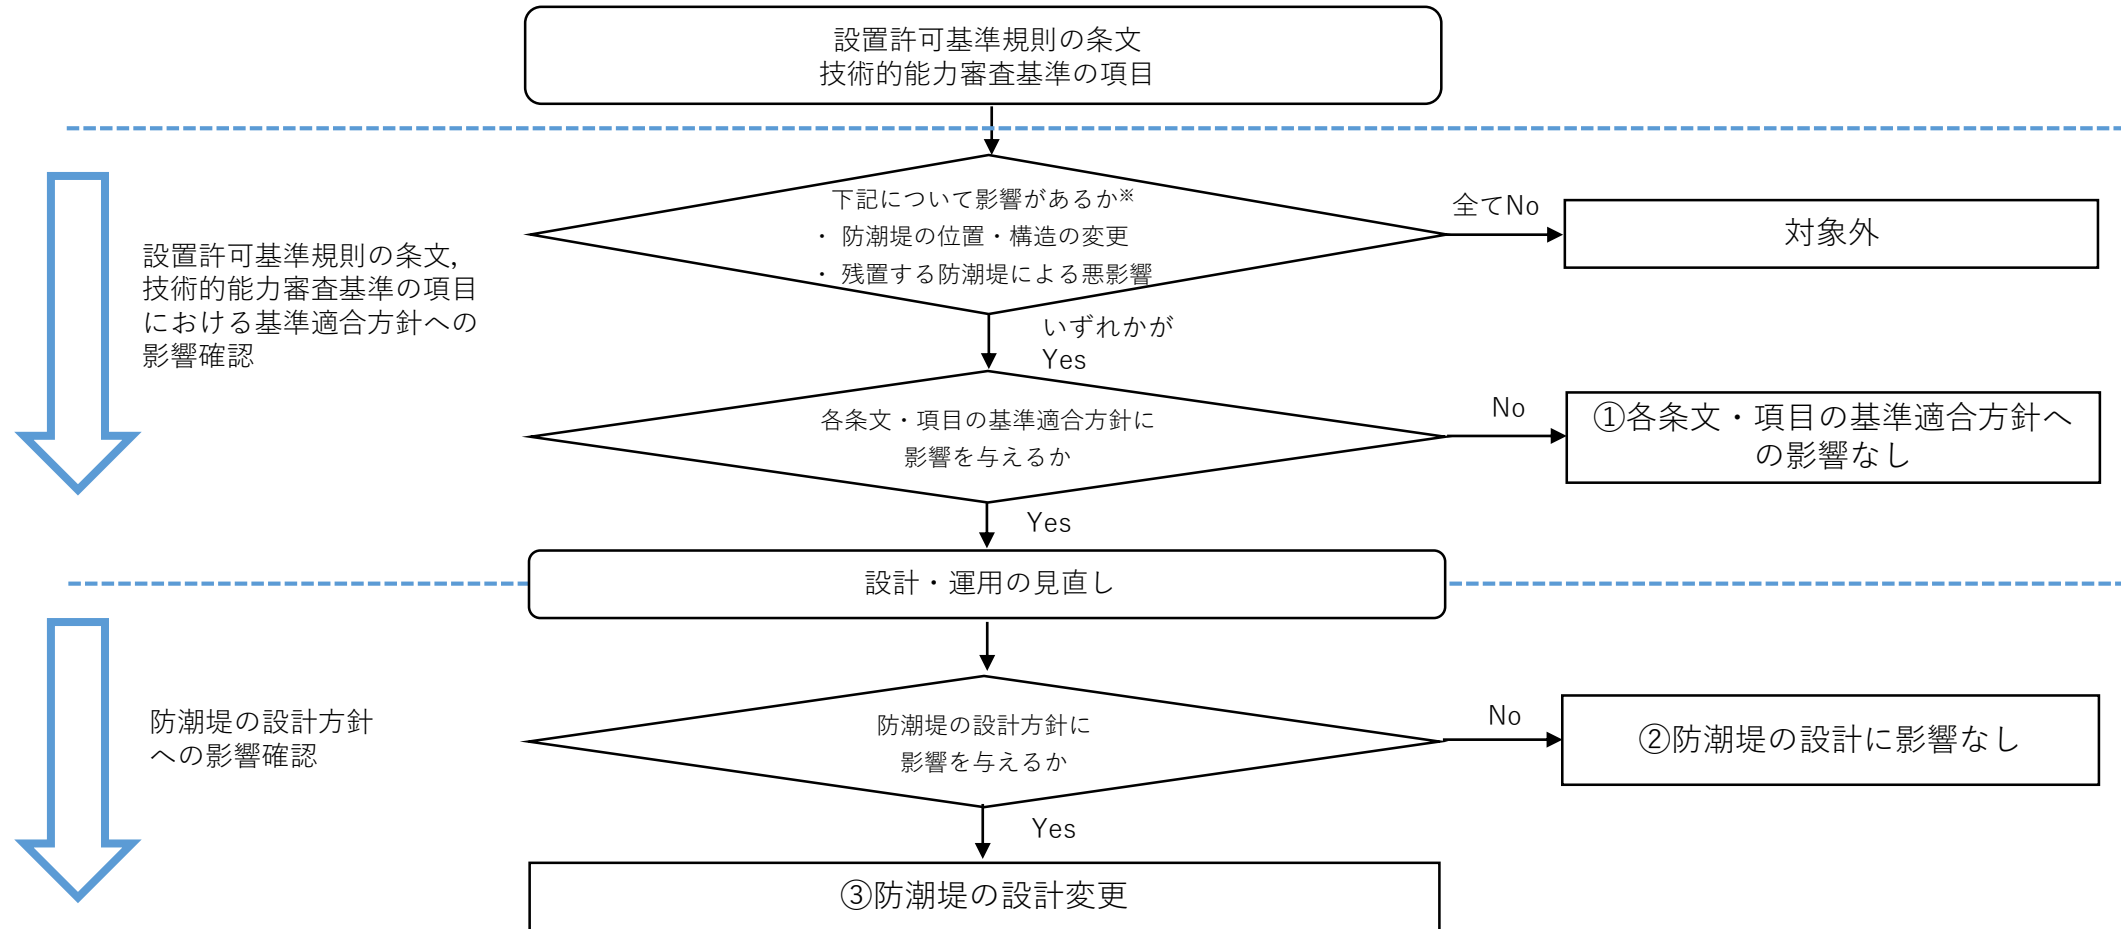 設置許可基準規則の条文
技術的能力審査基準の項目
下記について影響があるか※
・ 防潮堤の位置・構造の変更
・ 残置する防潮堤による悪影響
全てNo
対象外
設置許可基準規則の条文,
技術的能力審査基準の項目
における基準適合方針への
影響確認
いずれかが
Yes
各条文・項目の基準適合方針に
影響を与えるか
No
①各条文・項目の基準適合方針へ
の影響なし
Yes
設計・運用の見直し
防潮堤の設計方針
への影響確認
防潮堤の設計方針に
影響を与えるか
No
②防潮堤の設計に影響なし
Yes
③防潮堤の設計変更